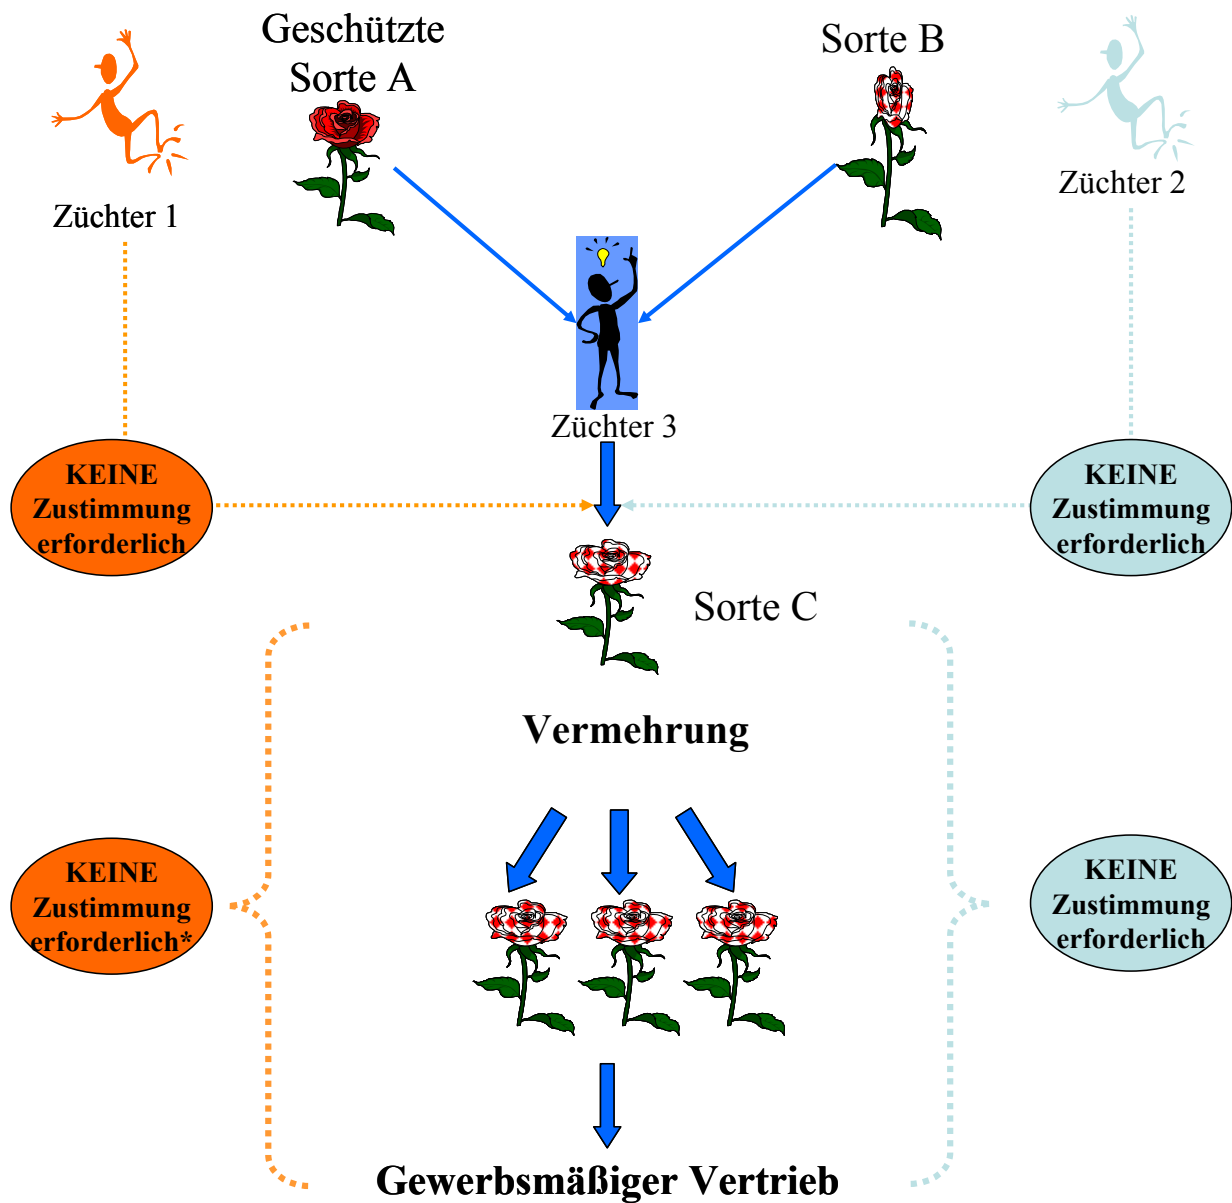 Geschützte
Sorte A
Sorte B
Züchter 1
Züchter 2
Züchter 3
KEINE
Zustimmung
erforderlich
KEINE
Zustimmung
erforderlich
Sorte C
Vermehrung
KEINE
Zustimmung
erforderlich*
KEINE
Zustimmung
erforderlich
Gewerbsmäßiger Vertrieb